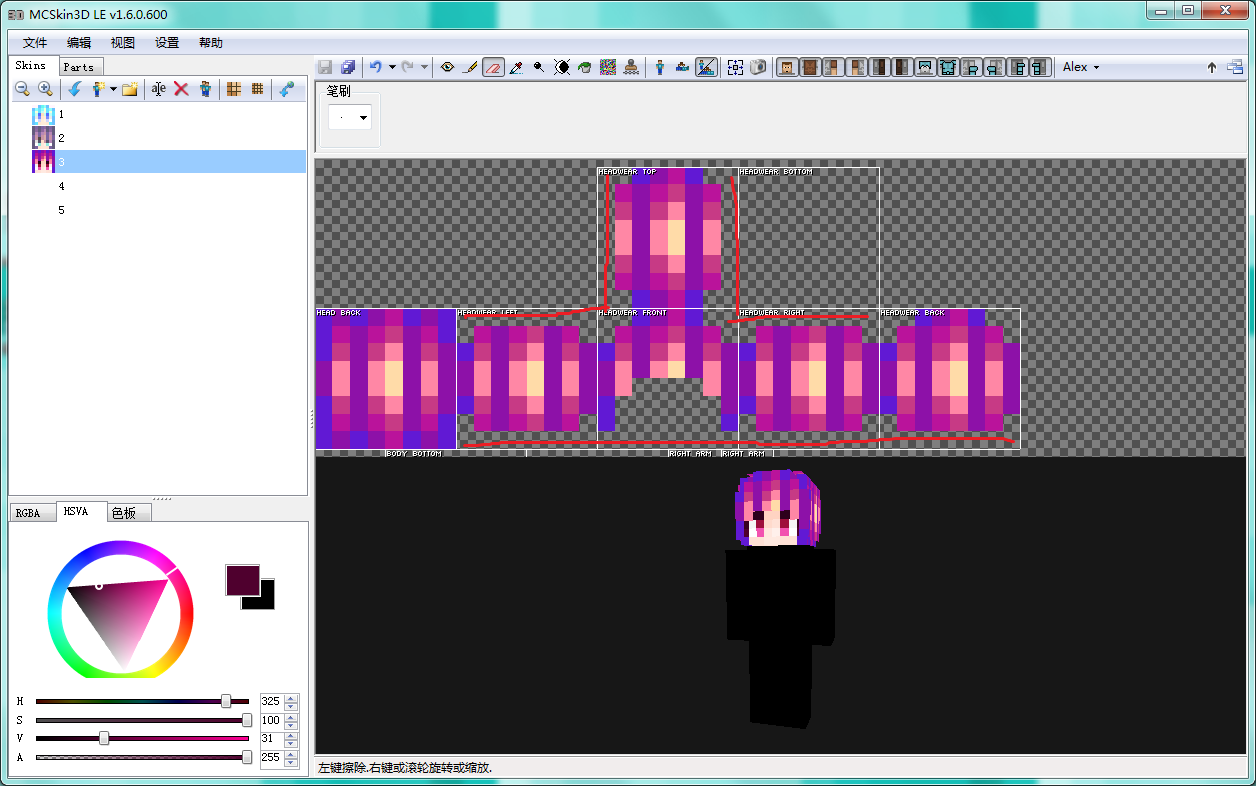 MCSkin3D LE v1.6.0.600
文件 编辑 视图 设置 帮助
Skins Parts
aje
Alex
笔刷
1
2
3
4
5
HEADWEAR TOP HEADWEAR BOTTOM
HEAD BACK HEADWEAR LEFT HEADWEAR FRONT HEADWEAR RIGHT HEADWEAR BACK
BODY BOTTOM RIGHT ARM RIGHT ARM
RGBA HSVA 色板
H 325
S 100
V 31
A 255
左键擦除.右键或滚轮旋转或缩放.